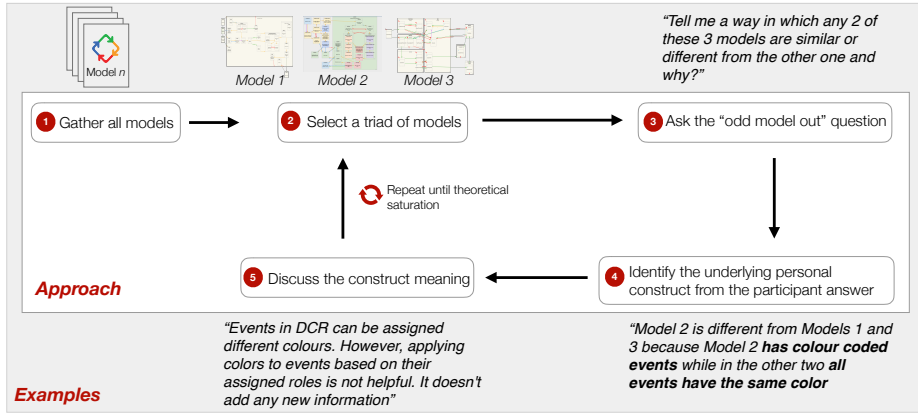 Model n
Model 1
Model 2
Model 3
“Tell me a way in which any 2 of
these 3 models are similar or
different from the other one and
why?”
1 Gather all models
2 Select a triad of models
3 Ask the “odd model out” question
Repeat until theoretical
saturation
5 Discuss the construct meaning
4 Identify the underlying personal
construct from the participant answer
Approach
“Events in DCR can be assigned
different colours. However, applying
colors to events based on their
assigned roles is not helpful. It doesn’t
add any new information”
“Model 2 is different from Models 1 and
3 because Model 2 has colour coded
events while in the other two all
events have the same color
Examples